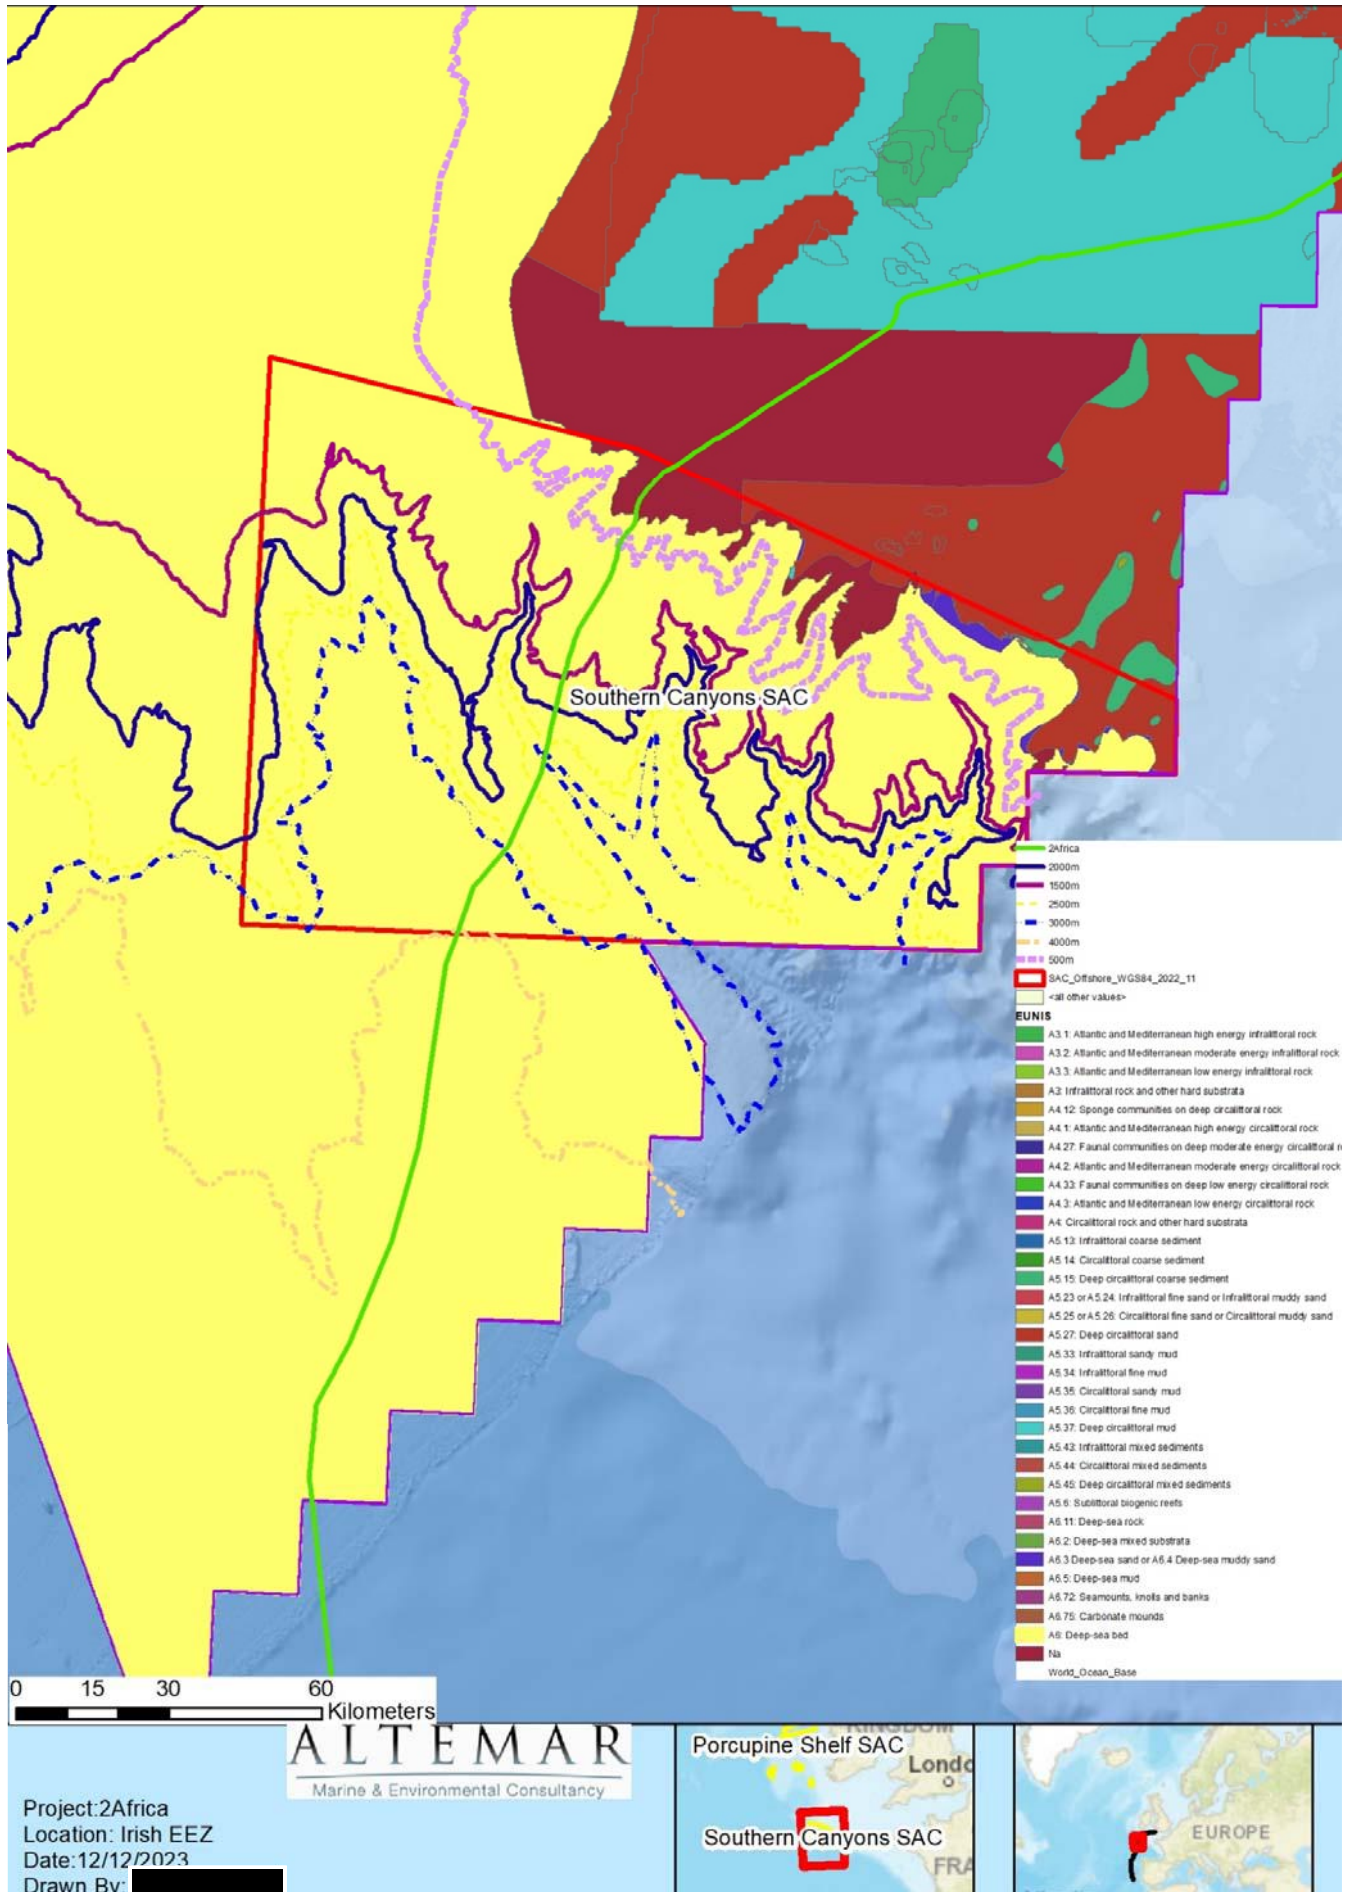 Southern Canyons SAC
2Africa
2000m
1500m
2500m
3000m
4000m
500m
SAC_Offshore_WGS84_2022_11
<all other values>
EUNIS
A3.1: Atlantic and Mediterranean high energy infralittoral rock
A3.2: Atlantic and Mediterranean moderate energy infralittoral rock
A3.3: Atlantic and Mediterranean low energy infralittoral rock
A3: Infralittoral rock and other hard substrata
A4.12: Sponge communities on deep circalittoral rock
A4.1: Atlantic and Mediterranean high energy circalittoral rock
A4.27: Faunal communities on deep moderate energy circalittoral r
A4.2: Atlantic and Mediterranean moderate energy circalittoral rock
A4.33: Faunal communities on deep low energy circalittoral rock
A4.3: Atlantic and Mediterranean low energy circalittoral rock
A4: Circalittoral rock and other hard substrata
A5.13: Infralittoral coarse sediment
A5.14: Circalittoral coarse sediment
A5.15: Deep circalittoral coarse sediment
A5.23 or A5.24: Infralittoral fine sand or Infralittoral muddy sand
A5.25 or A5.26: Circalittoral fine sand or Circalittoral muddy sand
A5.27: Deep circalittoral sand
A5.33: Infralittoral sandy mud
A5.34: Infralittoral fine mud
A5.35: Circalittoral sandy mud
A5.36: Circalittoral fine mud
A5.37: Deep circalittoral mud
A5.43: Infralittoral mixed sediments
A5.44: Circalittoral mixed sediments
A5.45: Deep circalittoral mixed sediments
A5.6: Sublittoral biogenic reefs
A6.11: Deep-sea rock
A6.2: Deep-sea mixed substrata
A6.3 Deep-sea sand or A6.4 Deep-sea muddy sand
A6.5: Deep-sea mud
A6.72: Seamounts, knolls and banks
A6.75: Carbonate mounds
A6: Deep-sea bed
Na
World_Ocean_Base
0 15 30 60
Kilometers
ALTEMAR
Marine & Environmental Consultancy
Project:2Africa
Location: Irish EEZ
Date:12/12/2023
Drawn By:
KINGDOM
Porcupine Shelf SAC
Londo
Southern Canyons SAC
FRA
EUROPE